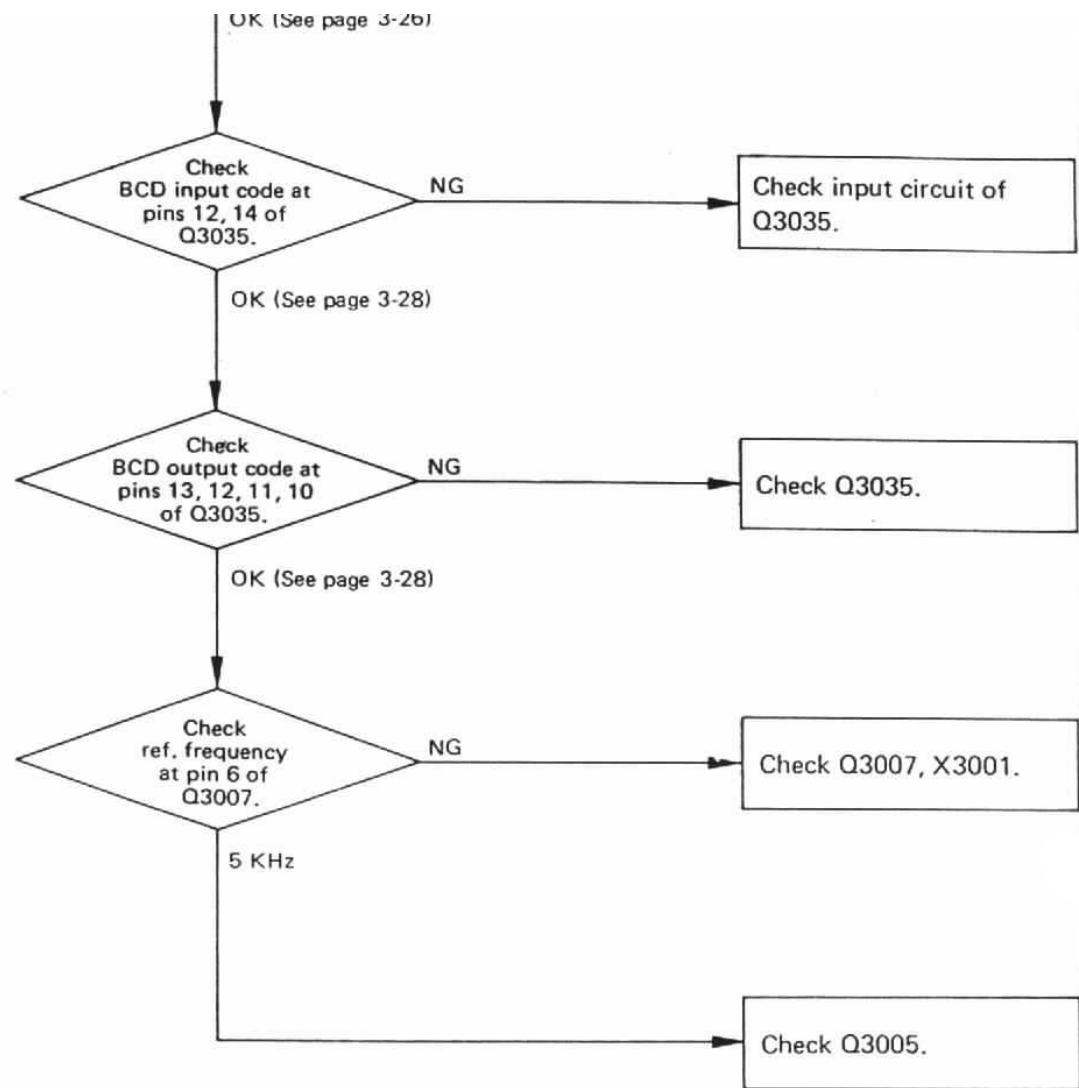 OK (See page 3-26)
Check
BCD input code at
pins 12, 14 of
Q3035.
NG
Check input circuit of
Q3035.
OK (See page 3-28)
Check
BCD output code at
pins 13, 12, 11, 10
of Q3035.
NG
Check Q3035.
OK (See page 3-28)
Check
ref. frequency
at pin 6 of
Q3007.
NG
Check Q3007, X3001.
5 KHz
Check Q3005.